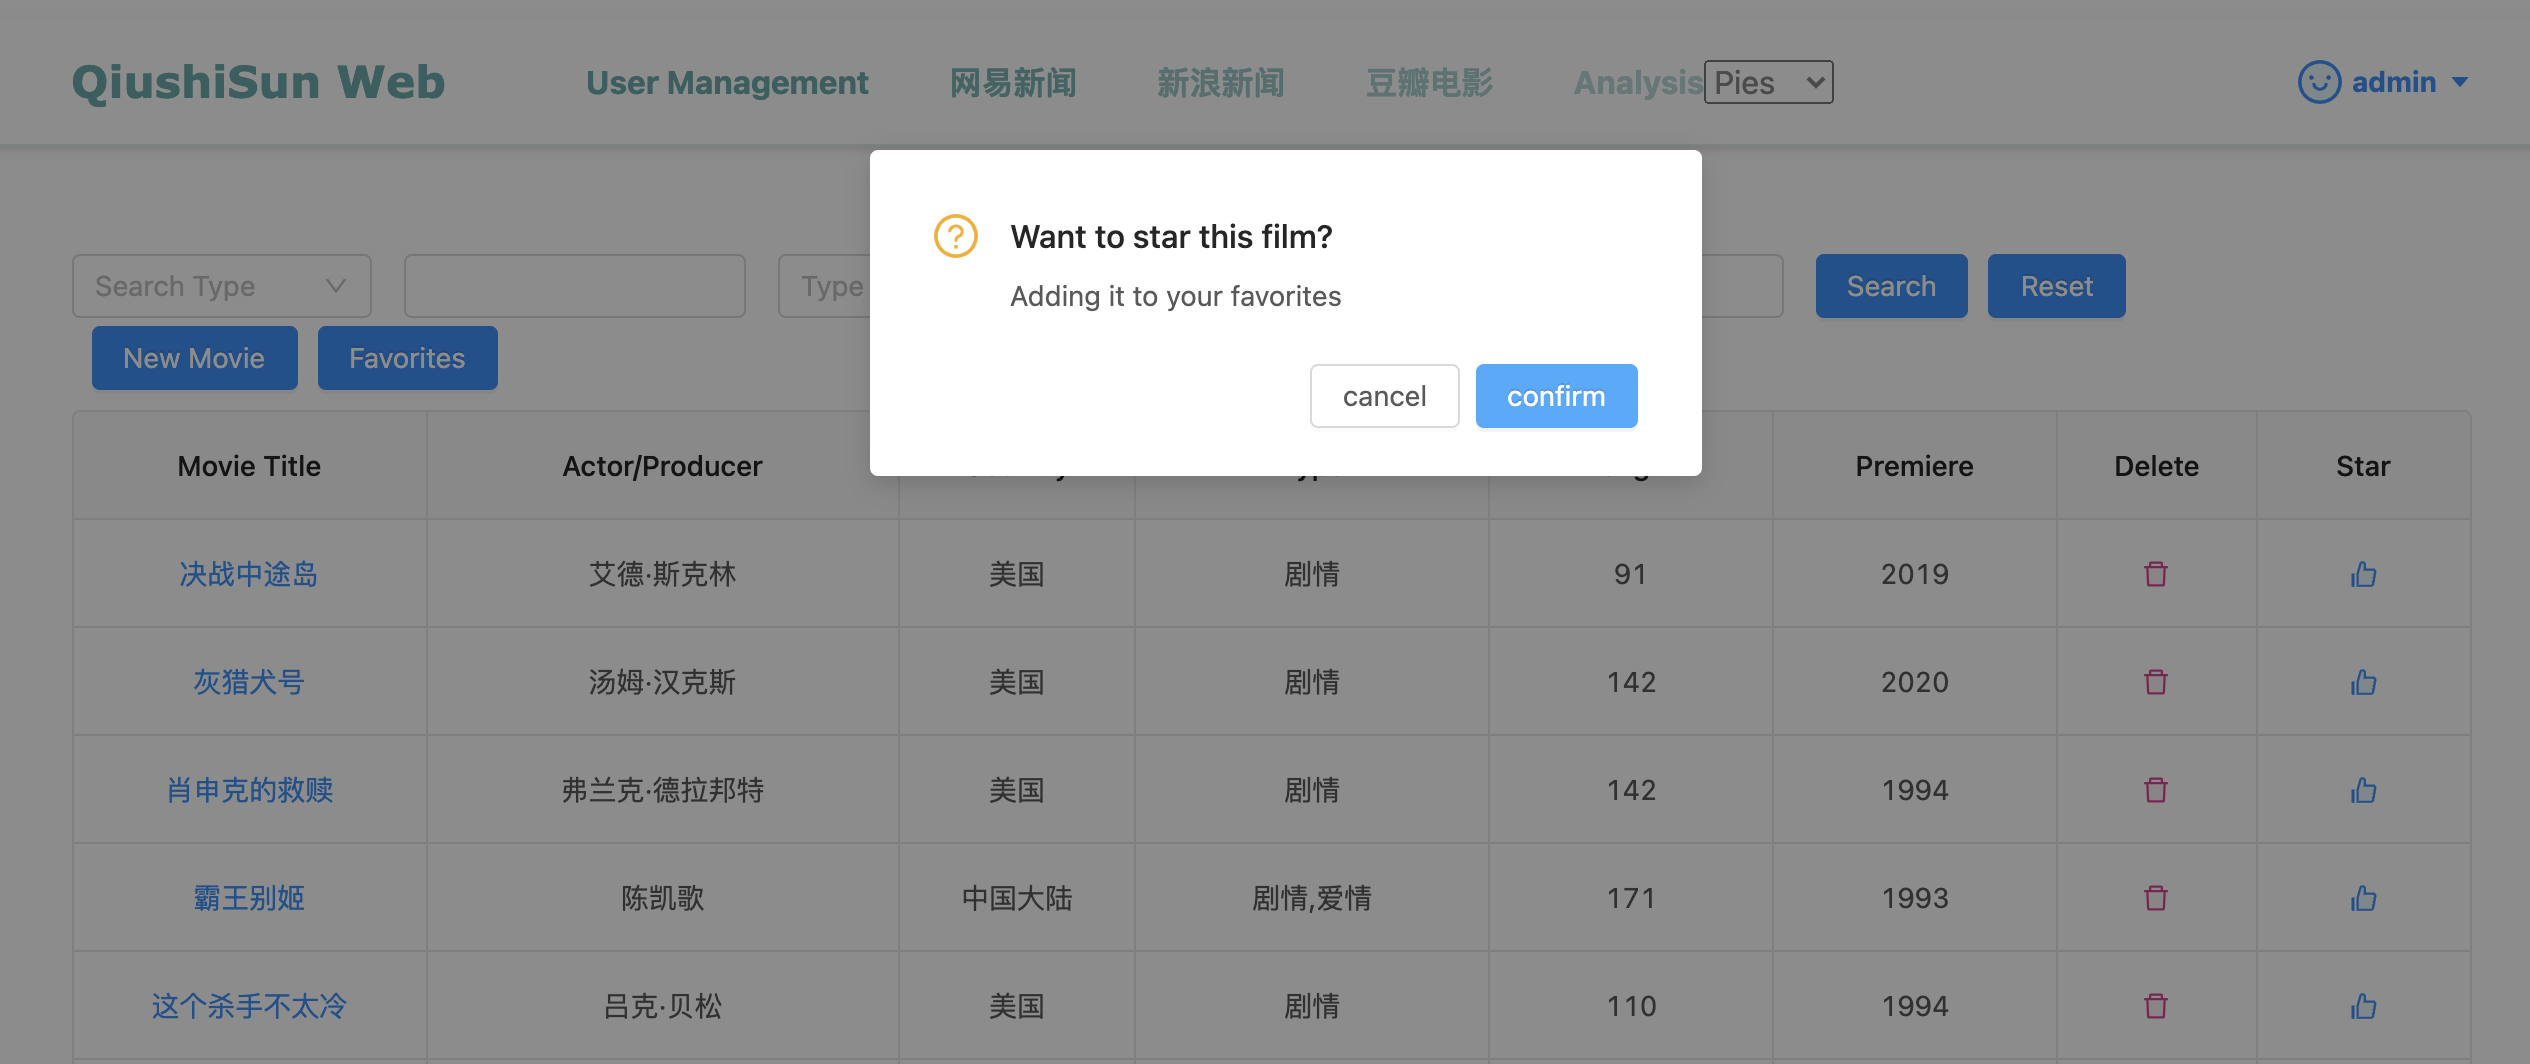 QiushiSun Web User Management 网易新闻 新浪新闻 豆瓣电影 Analysis Pies admin
Want to star this film?
Adding it to your favorites
cancel confirm
Search Type Type Search Reset
New Movie Favorites
Movie Title Actor/Producer Premiere Delete Star
决战中途岛 艾德·斯克林 美国 剧情 91 2019
灰猎犬号 汤姆·汉克斯 美国 剧情 142 2020
肖申克的救赎 弗兰克·德拉邦特 美国 剧情 142 1994
霸王别姬 陈凯歌 中国大陆 剧情,爱情 171 1993
这个杀手不太冷 吕克·贝松 美国 剧情 110 1994